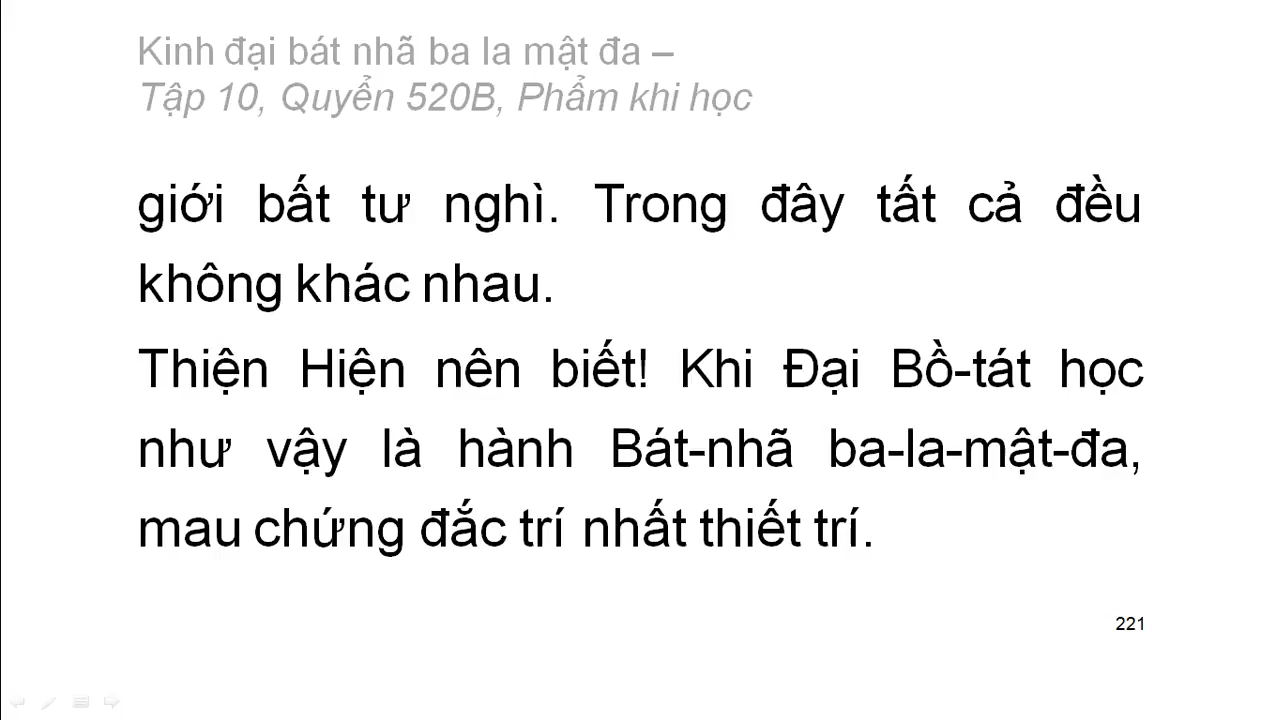 Kinh đại bát nhã ba la mật đa –
Tập 10, Quyển 520B, Phẩm khi học
giới bất tư nghì. Trong đây tất cả đều
không khác nhau.
Thiện Hiện nên biết! Khi Đại Bồ-tát học
như vậy là hành Bát-nhã ba-la-mật-đa,
mau chứng đắc trí nhất thiết trí.
221